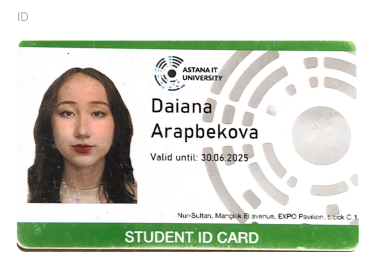 ID
ASTANA IT
UNIVERSITY
Daiana
Arapbekova
Valid until: 30.06.2025
Nur-Sultan, Mangilik El avenue, EXPO Pavilion, block C.1.
STUDENT ID CARD